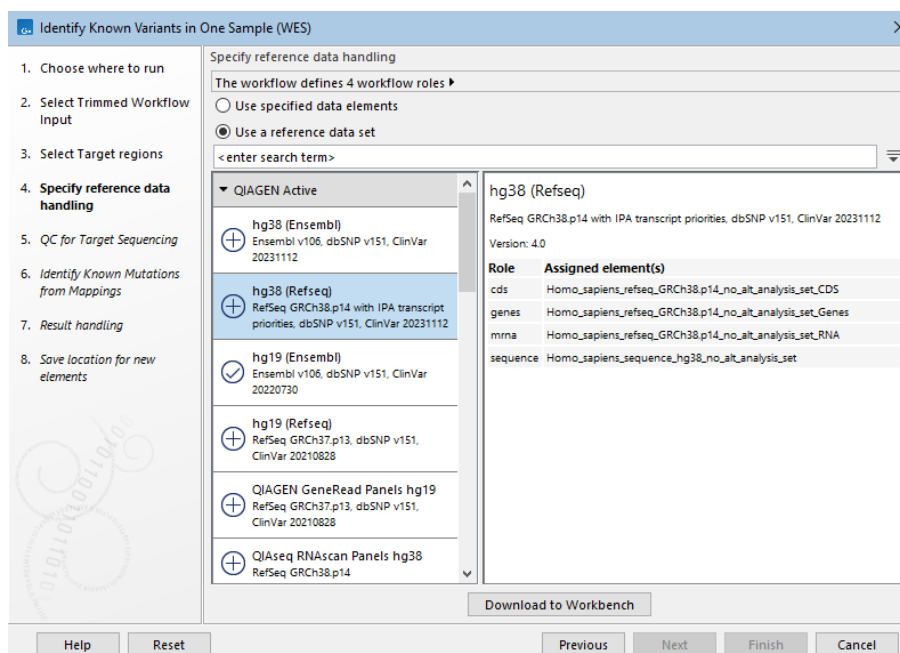 Identify Known Variants in One Sample (WES)
1. Choose where to run
2. Select Trimmed Workflow
Input
3. Select Target regions
4. Specify reference data
handling
5. QC for Target Sequencing
6. Identify Known Mutations
from Mappings
7. Result handling
8. Save location for new
elements
Specify reference data handling
The workflow defines 4 workflow roles
Use specified data elements
Use a reference data set
<enter search term>
QIAGEN Active
hg38 (Ensembl)
Ensembl v106, dbSNP v151, ClinVar
20231112
hg38 (Refseq)
RefSeq GRCh38.p14 with IPA transcript
priorities, dbSNP v151, ClinVar 20231112
hg19 (Ensembl)
Ensembl v106, dbSNP v151, ClinVar
20220730
hg19 (Refseq)
RefSeq GRCh37.p13, dbSNP v151,
ClinVar 20210828
QIAGEN GeneRead Panels hg19
RefSeq GRCh37.p13, dbSNP v151,
ClinVar 20210828
QIAseq RNAscan Panels hg38
RefSeq GRCh38.p14
hg38 (Refseq)
RefSeq GRCh38.p14 with IPA transcript priorities, dbSNP v151, ClinVar 20231112
Version: 4.0
Role Assigned element(s)
cds Homo_sapiens_refseq_GRCh38.p14_no_alt_analysis_set_CDS
genes Homo_sapiens_refseq_GRCh38.p14_no_alt_analysis_set_Genes
mrna Homo_sapiens_refseq_GRCh38.p14_no_alt_analysis_set_RNA
sequence Homo_sapiens_sequence_hg38_no_alt_analysis_set
Download to Workbench
Help Reset Previous Next Finish Cancel